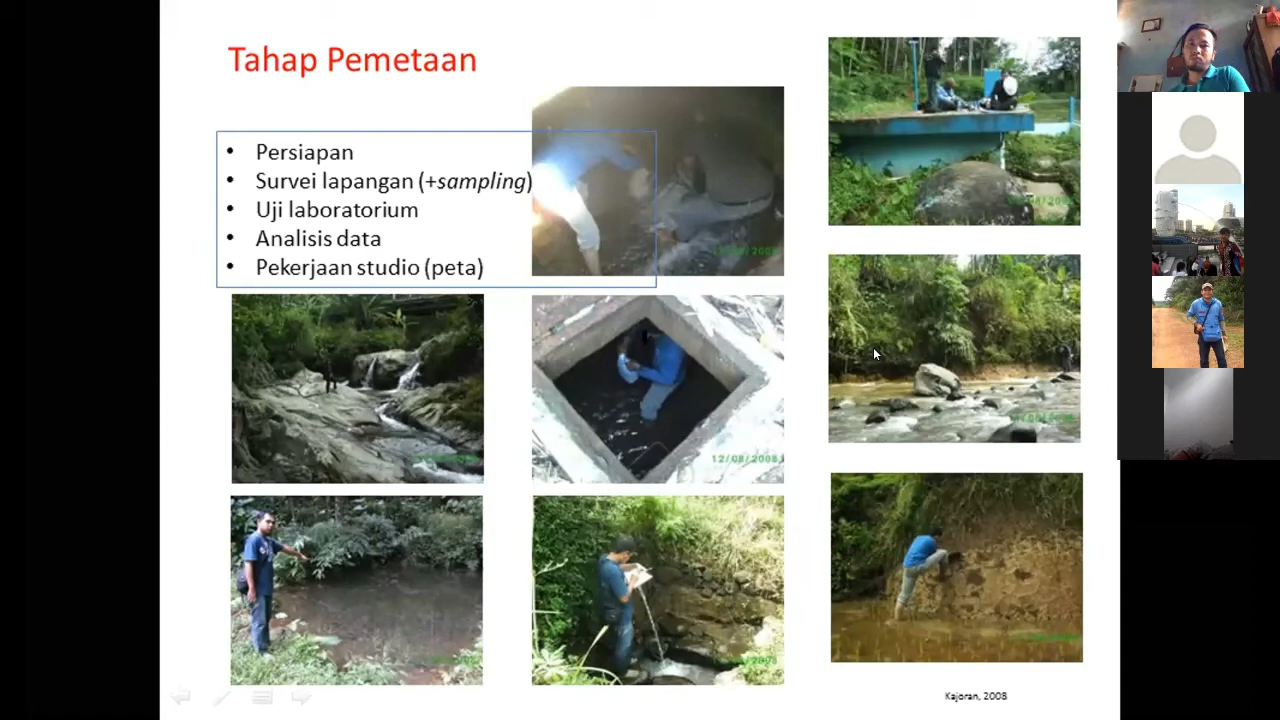 Tahap Pemetaan
• Persiapan
• Survei lapangan (+sampling)
• Uji laboratorium
• Analisis data
• Pekerjaan studio (peta)
12/08/2008
Kajoran, 2008